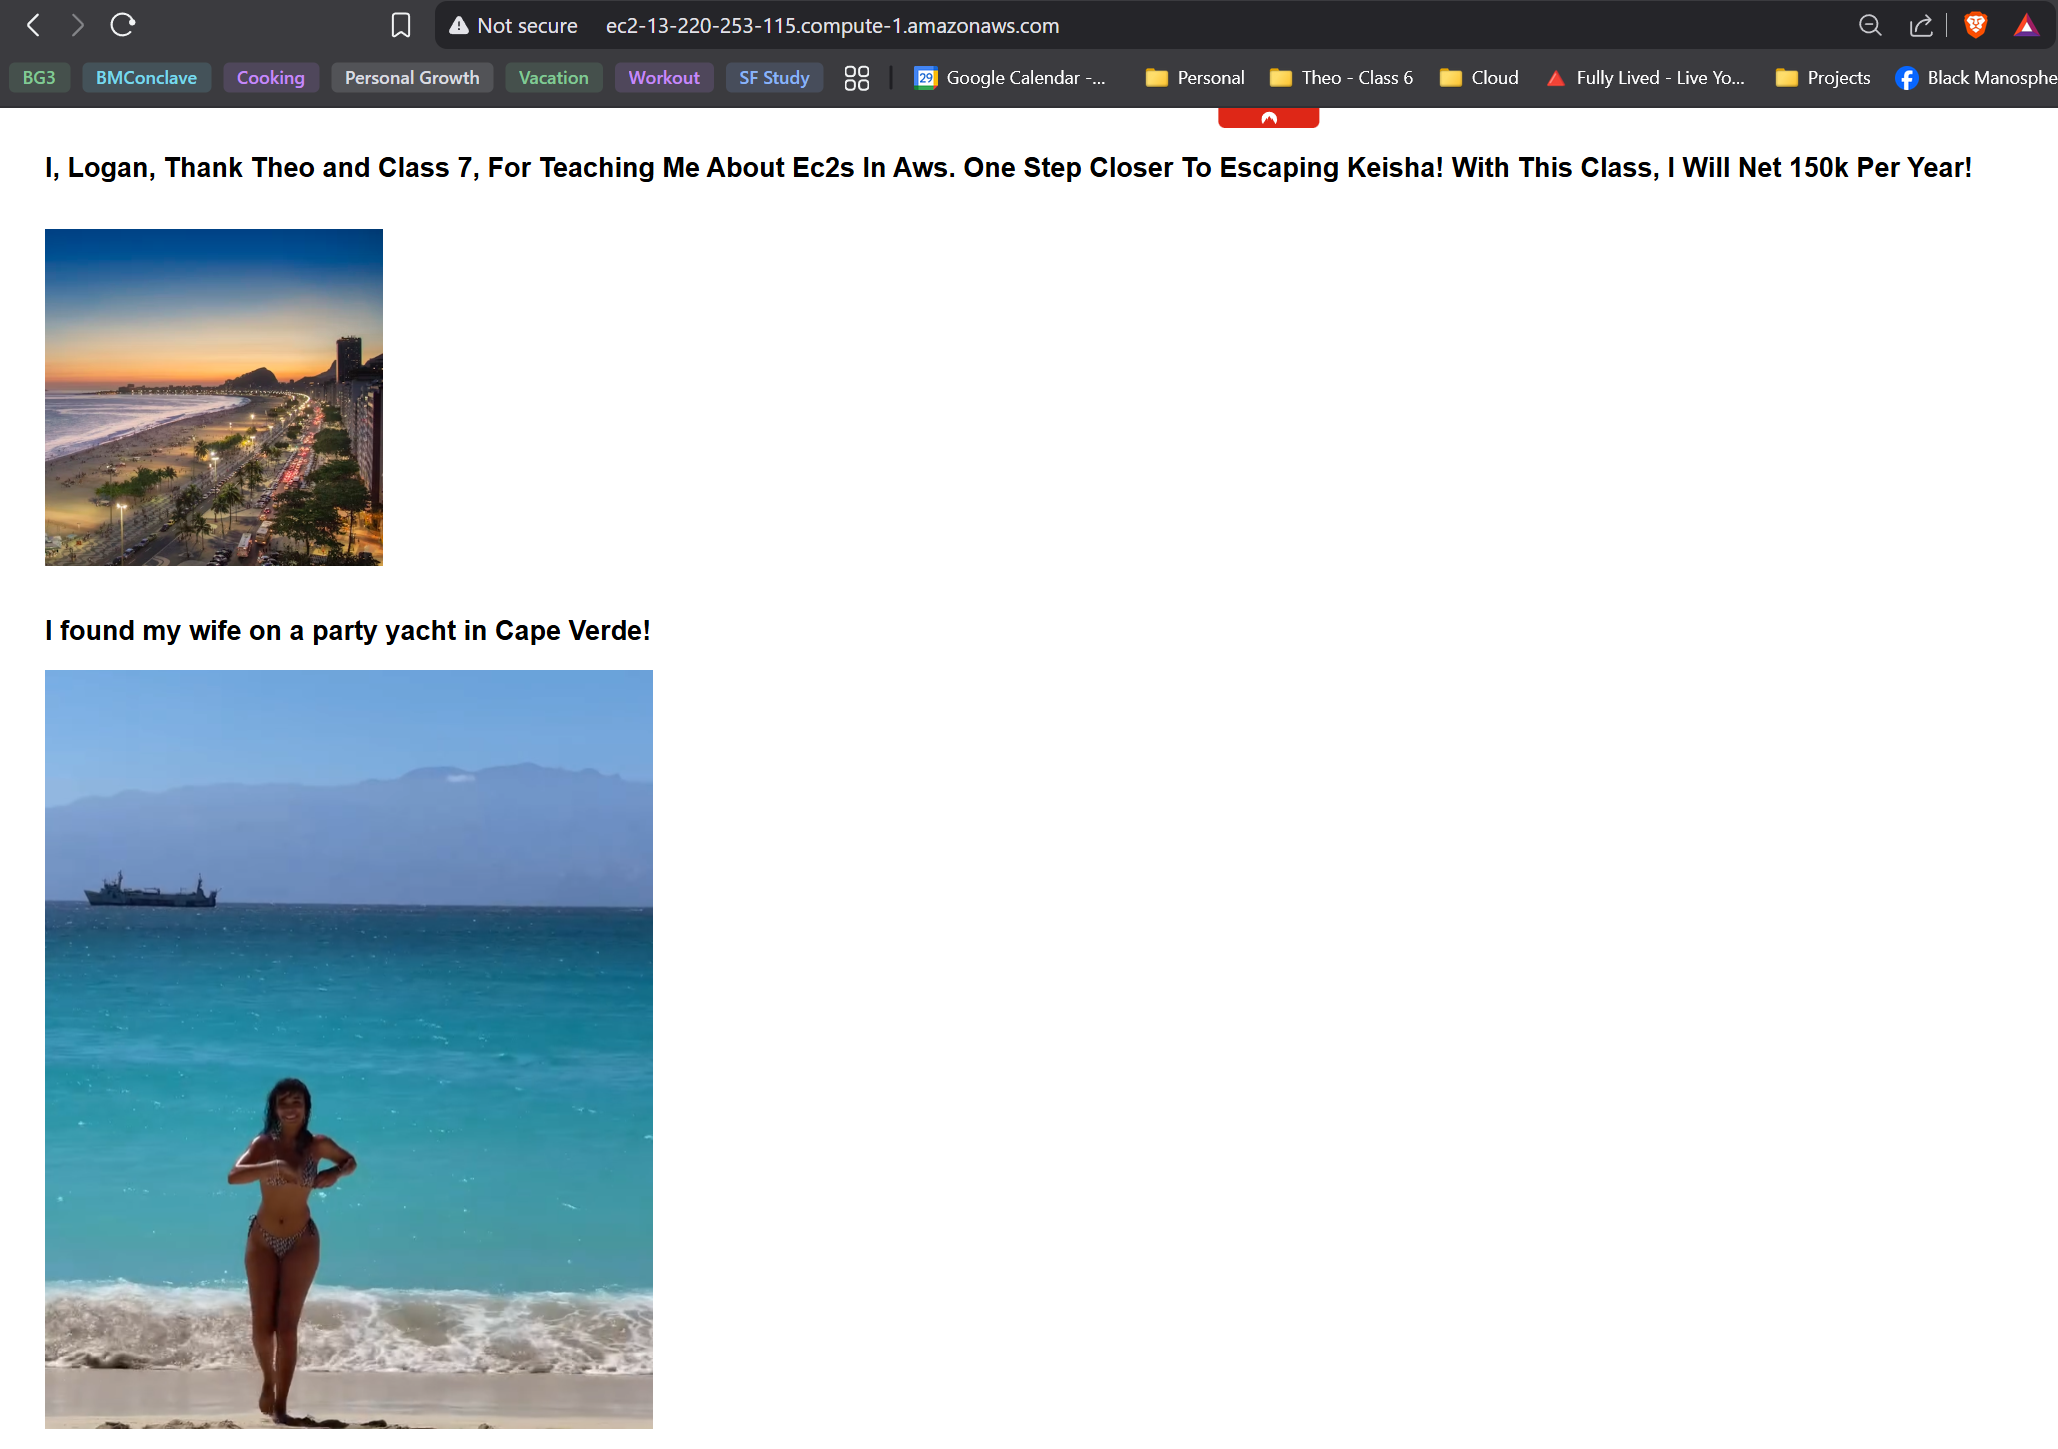 Not secure ec2-13-220-253-115.compute-1.amazonaws.com
BG3 BMConclave Cooking Personal Growth Vacation Workout SF Study 29 Google Calendar -... Personal Theo - Class 6 Cloud Fully Lived - Live Yo... Projects Black Manosphe
I, Logan, Thank Theo and Class 7, For Teaching Me About Ec2s In Aws. One Step Closer To Escaping Keisha! With This Class, I Will Net 150k Per Year!
I found my wife on a party yacht in Cape Verde!